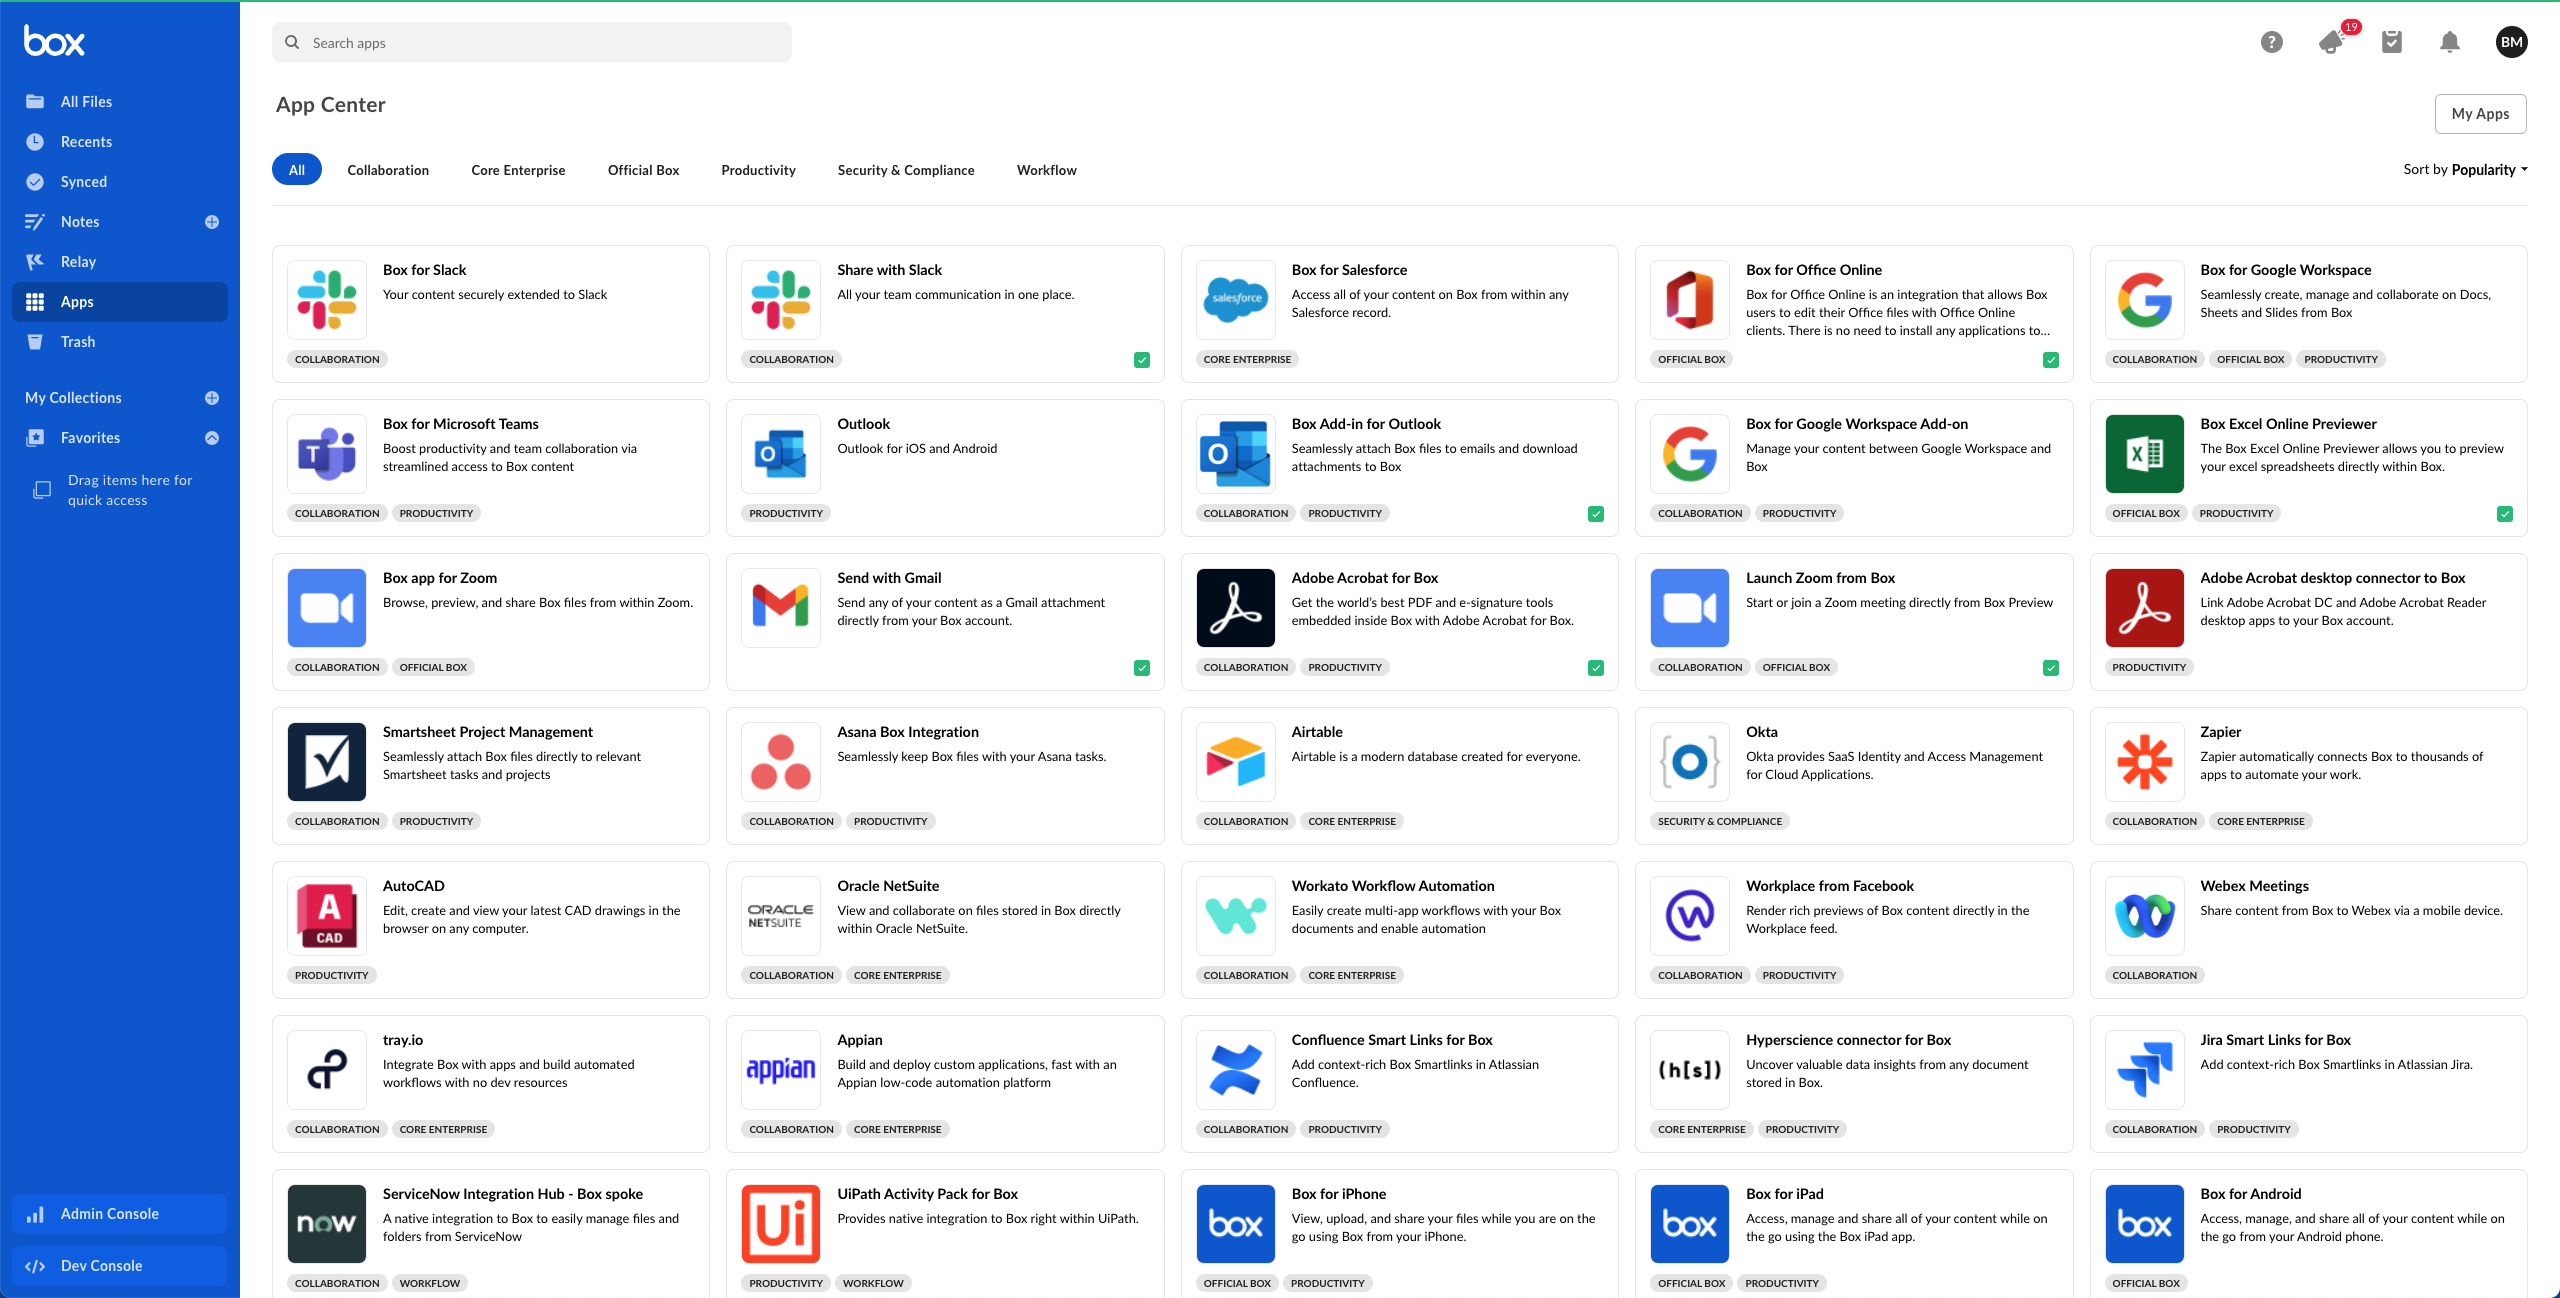 box
Search apps
19
BM
All Files
Recents
Synced
Notes
Relay
Apps
Trash
My Collections
Favorites
Drag items here for
quick access
Admin Console
Dev Console
App Center
My Apps
All
Collaboration
Core Enterprise
Official Box
Productivity
Security & Compliance
Workflow
Sort by Popularity
Box for Slack
Your content securely extended to Slack
COLLABORATION
Share with Slack
All your team communication in one place.
COLLABORATION
salesforce
Box for Salesforce
Access all of your content on Box from within any
Salesforce record.
CORE ENTERPRISE
Box for Office Online
Box for Office Online is an integration that allows Box
users to edit their Office files with Office Online
clients. There is no need to install any applications to...
OFFICIAL BOX
Box for Google Workspace
Seamlessly create, manage and collaborate on Docs,
Sheets and Slides from Box
COLLABORATION OFFICIAL BOX PRODUCTIVITY
Box for Microsoft Teams
Boost productivity and team collaboration via
streamlined access to Box content
COLLABORATION PRODUCTIVITY
Outlook
Outlook for iOS and Android
PRODUCTIVITY
Box Add-in for Outlook
Seamlessly attach Box files to emails and download
attachments to Box
COLLABORATION PRODUCTIVITY
Box for Google Workspace Add-on
Manage your content between Google Workspace and
Box
COLLABORATION PRODUCTIVITY
Box Excel Online Previewer
The Box Excel Online Previewer allows you to preview
your excel spreadsheets directly within Box.
OFFICIAL BOX PRODUCTIVITY
Box app for Zoom
Browse, preview, and share Box files from within Zoom.
COLLABORATION OFFICIAL BOX
Send with Gmail
Send any of your content as a Gmail attachment
directly from your Box account.
Adobe Acrobat for Box
Get the world's best PDF and e-signature tools
embedded inside Box with Adobe Acrobat for Box.
COLLABORATION PRODUCTIVITY
Launch Zoom from Box
Start or join a Zoom meeting directly from Box Preview
COLLABORATION OFFICIAL BOX
Adobe Acrobat desktop connector to Box
Link Adobe Acrobat DC and Adobe Acrobat Reader
desktop apps to your Box account.
PRODUCTIVITY
Smartsheet Project Management
Seamlessly attach Box files directly to relevant
Smartsheet tasks and projects
COLLABORATION PRODUCTIVITY
Asana Box Integration
Seamlessly keep Box files with your Asana tasks.
COLLABORATION PRODUCTIVITY
Airtable
Airtable is a modern database created for everyone.
COLLABORATION CORE ENTERPRISE
Okta
Okta provides SaaS Identity and Access Management
for Cloud Applications.
SECURITY & COMPLIANCE
Zapier
Zapier automatically connects Box to thousands of
apps to automate your work.
COLLABORATION CORE ENTERPRISE
A
CAD
AutoCAD
Edit, create and view your latest CAD drawings in the
browser on any computer.
PRODUCTIVITY
ORACLE
NETSUITE
Oracle NetSuite
View and collaborate on files stored in Box directly
within Oracle NetSuite.
COLLABORATION CORE ENTERPRISE
Workato Workflow Automation
Easily create multi-app workflows with your Box
documents and enable automation
COLLABORATION CORE ENTERPRISE
Workplace from Facebook
Render rich previews of Box content directly in the
Workplace feed.
COLLABORATION PRODUCTIVITY
Webex Meetings
Share content from Box to Webex via a mobile device.
COLLABORATION
tray.io
Integrate Box with apps and build automated
workflows with no dev resources
COLLABORATION CORE ENTERPRISE
appian
Appian
Build and deploy custom applications, fast with an
Appian low-code automation platform
COLLABORATION CORE ENTERPRISE
Confluence Smart Links for Box
Add context-rich Box Smartlinks in Atlassian
Confluence.
COLLABORATION PRODUCTIVITY
(h[s])
Hyperscience connector for Box
Uncover valuable data insights from any document
stored in Box.
CORE ENTERPRISE PRODUCTIVITY
Jira Smart Links for Box
Add context-rich Box Smartlinks in Atlassian Jira.
COLLABORATION PRODUCTIVITY
now
ServiceNow Integration Hub - Box spoke
A native integration to Box to easily manage files and
folders from ServiceNow
COLLABORATION WORKFLOW
Ui
UiPath Activity Pack for Box
Provides native integration to Box right within UiPath.
PRODUCTIVITY WORKFLOW
box
Box for iPhone
View, upload, and share your files while you are on the
go using Box from your iPhone.
OFFICIAL BOX PRODUCTIVITY
box
Box for iPad
Access, manage and share all of your content while on
the go using the Box iPad app.
OFFICIAL BOX PRODUCTIVITY
box
Box for Android
Access, manage, and share all of your content while on
the go from your Android phone.
OFFICIAL BOX